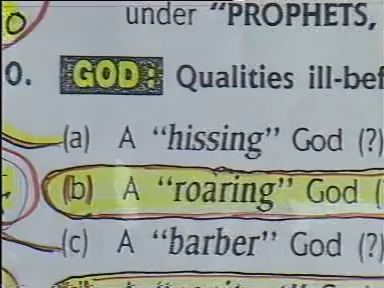 under "PROPHETS,
0. GOD: Qualities ill-bef
(a) A "hissing" God (?)
(b) A "roaring" God (
(c) A "barber" God (?)